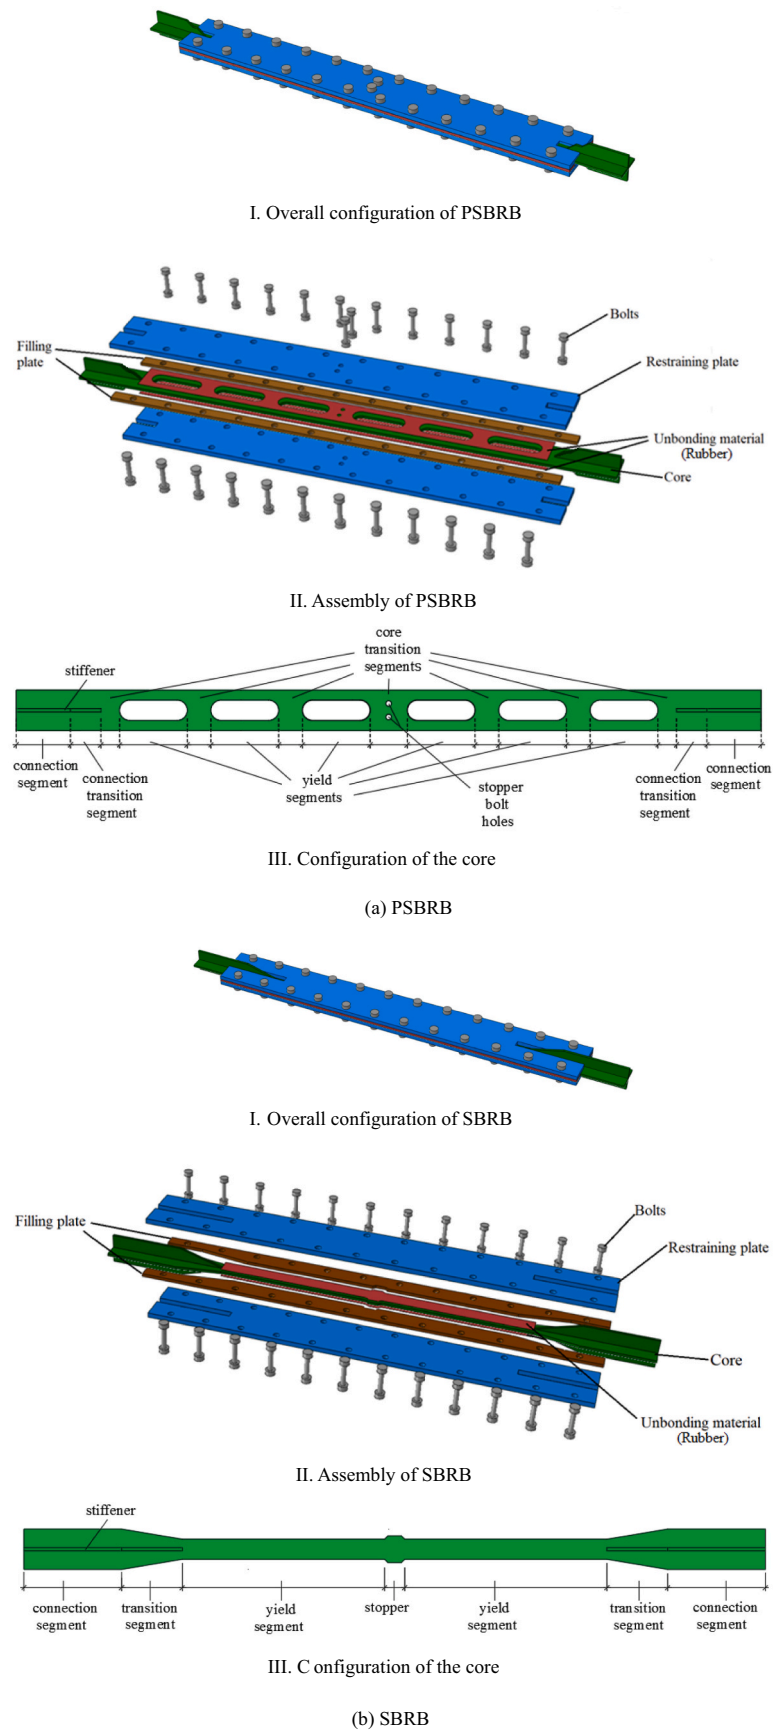 I. Overall configuration of PSBRB
Bolts
Filling
plate
Restraining plate
Unbonding material
(Rubber)
Core
II. Assembly of PSBRB
core
transition
segments
stiffener
connection
segment
connection
transition
segment
yield
segments
stopper
bolt
holes
connection
transition
segment
connection
segment
III. Configuration of the core
(a) PSBRB
I. Overall configuration of SBRB
Bolts
Filling plate
Restraining plate
Core
Unbonding material
(Rubber)
II. Assembly of SBRB
stiffener
connection
segment
transition
segment
yield
segment
stopper
yield
segment
transition
segment
connection
segment
III. C onfiguration of the core
(b) SBRB